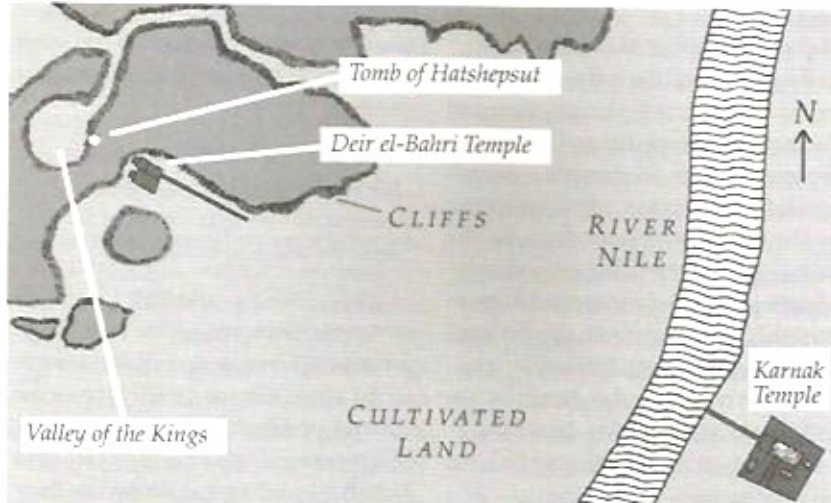 Tomb of Hatshepsut
Deir el-Bahri Temple
N
CLIFFS
RIVER
NILE
Karnak
Temple
CULTIVATED
LAND
Valley of the Kings